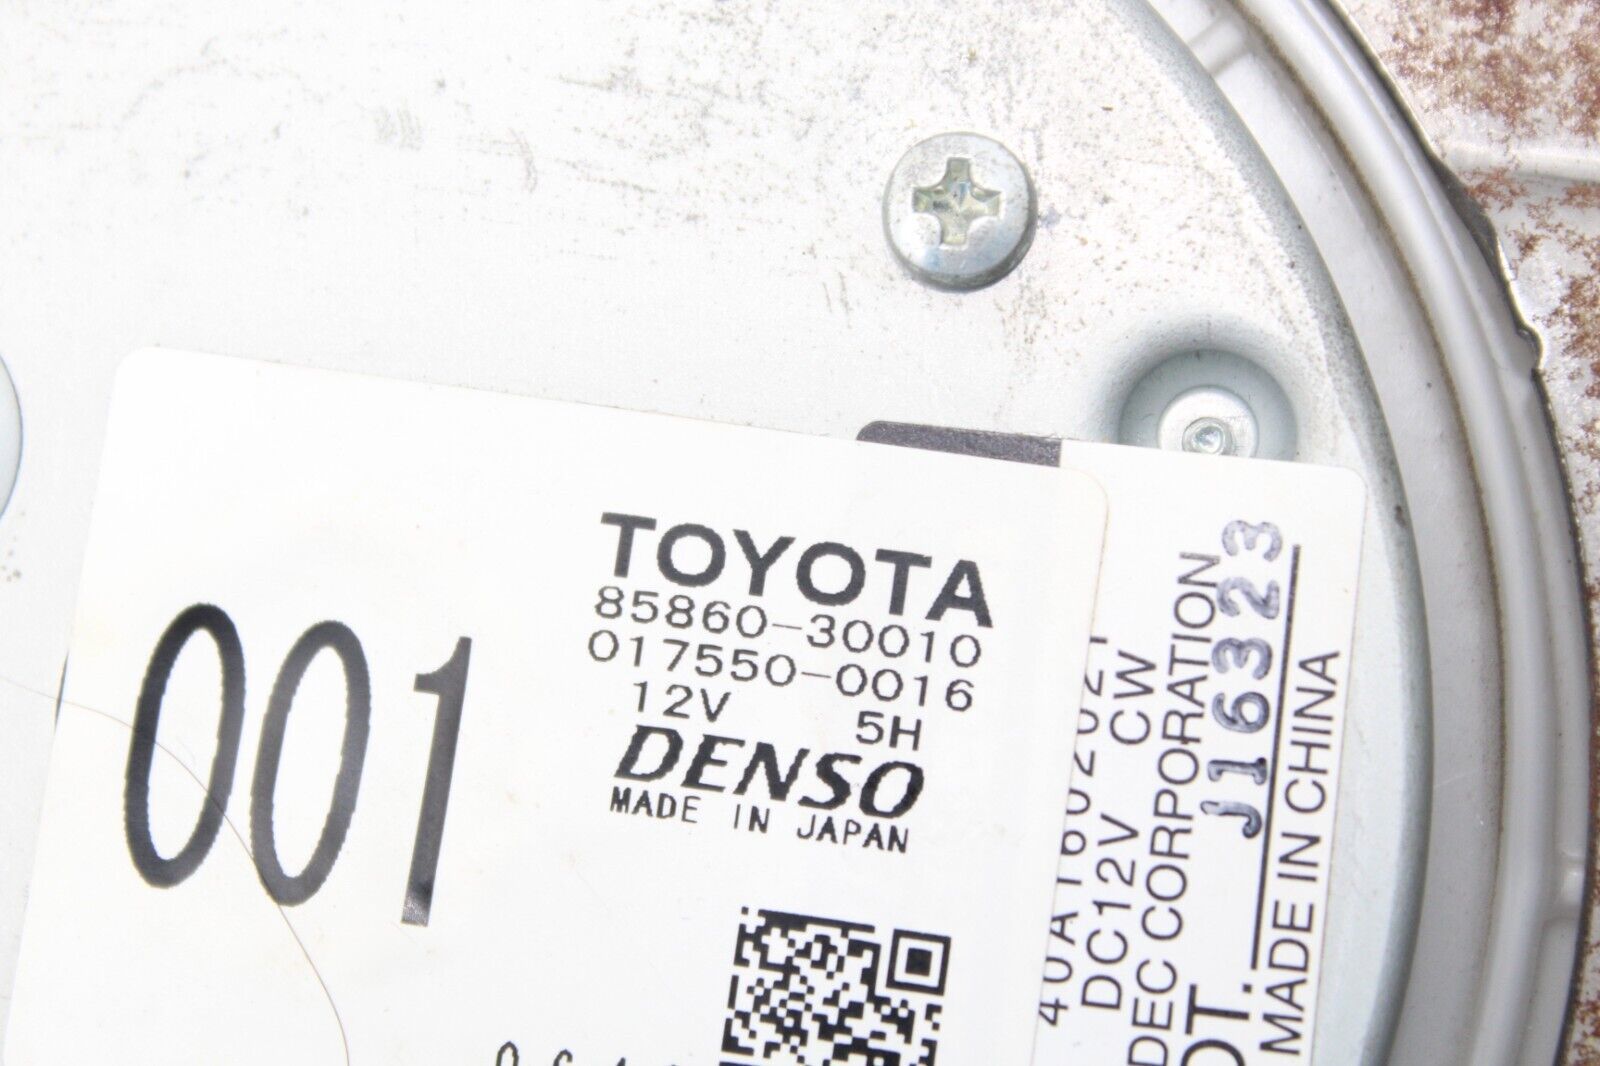 001
TOYOTA
85860-30010
017550-0016
12V 5H
DENSO
MADE IN JAPAN
DC12V CW
DEC CORPORATION
OT. J16323
MADE IN CHINA